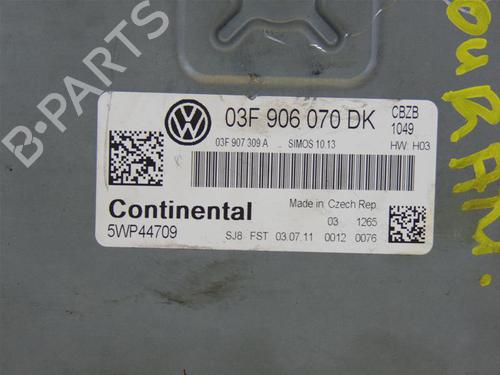 03F 906 070 DK
CBZB
1049
03F 907 309 A SIMOS 10.13 HW: H03
Continental
5WP44709
Made in Czech Rep.
03 1265
SJ8 FST 03.07.11 0012 0076
OURAM.
B-PARTS